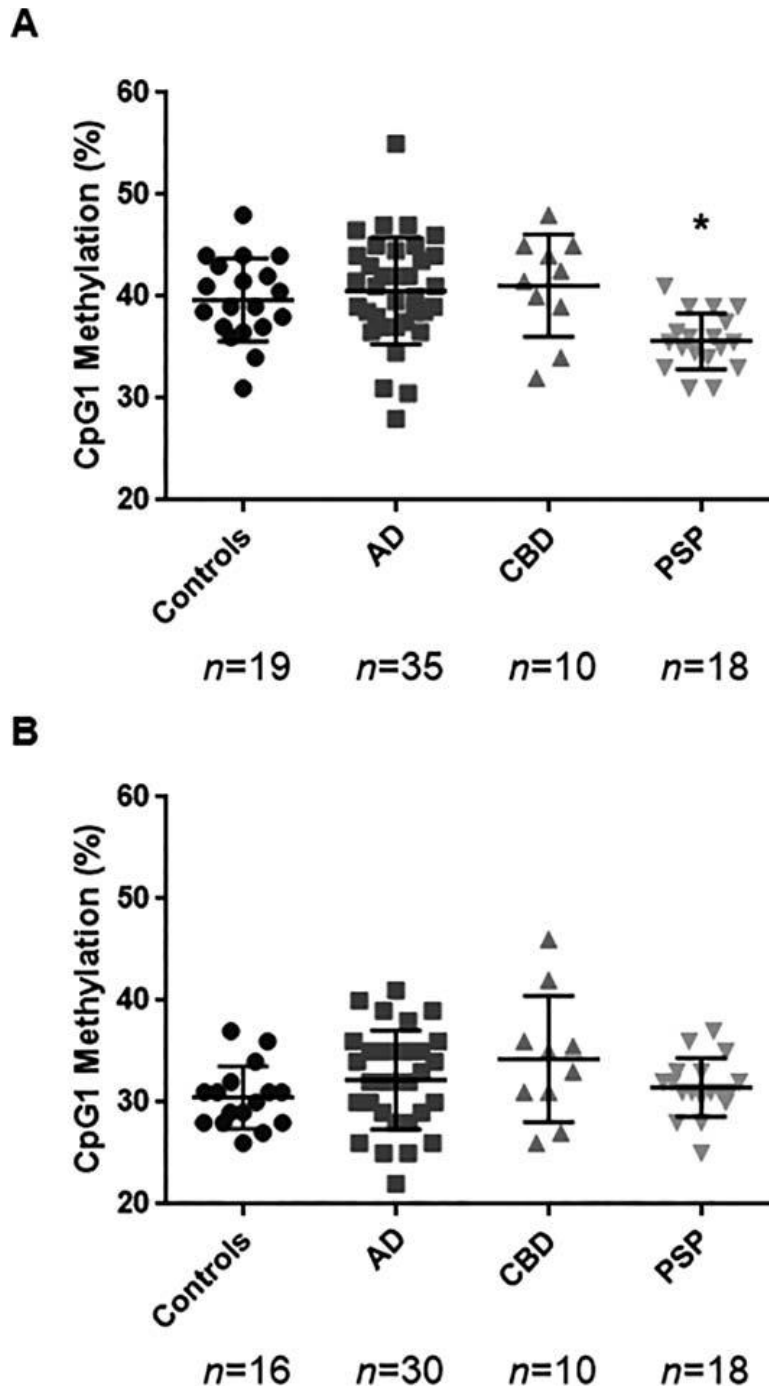 A
CpG1 Methylation (%)
60
50
40
30
20
Controls
AD
CBD
PSP
*
n=19
n=35
n=10
n=18
B
CpG1 Methylation (%)
60
50
40
30
20
Controls
AD
CBD
PSP
n=16
n=30
n=10
n=18